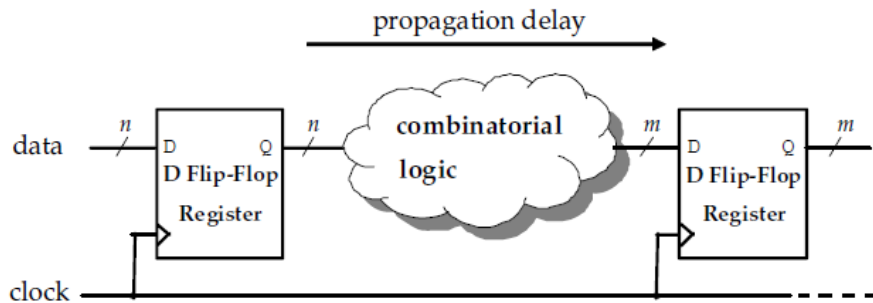 propagation delay
n
n
m
m
data
D
Q
combinatorial
logic
D
Q
D Flip-Flop
Register
D Flip-Flop
Register
clock